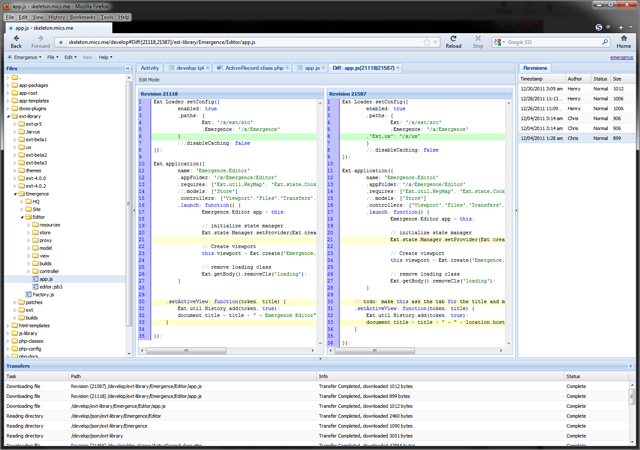 app.js - skeleton.mics.me - Mozilla Firefox
File Edit View History Bookmarks Tools Help
app.js - skeleton.mics.me
Back Forward skeleton.mics.me/develop#Diff:[21118,21587]/ext-library/Emergence/Editor/app.js Reload Stop Google SSL Home
Emergence File Edit View Help emergence
Files
..
app-packages
app-root
app-templates
dwoo-plugins
ext-library
ext-pr5
Jarvus
ext-beta1
ux
ext-beta2
ext-beta3
themes
ext-4.0.0
ext-4.0.2
Emergence
HQ
Site
Editor
resources
store
proxy
model
view
builds
controller
app.js
editor.jsb3
Factory.js
patches
ext
builds
html-templates
js-library
php-classes
php-config
Activity develop.tpl ActiveRecord.class.php app.js Diff: app.js(21118|21587)
Edit Mode
Revision 21118
1 Ext.Loader.setConfig({
2 enabled: true
3 ,paths: {
4 Ext: '/x/ext/src'
5 ,Emergence: '/x/Emergence'
6 }
7 //,disableCaching: false
8 });
9
10 Ext.application({
11 name: 'Emergence.Editor'
12 ,appFolder: '/x/Emergence/Editor'
13 ,requires: ['Ext.util.KeyMap', 'Ext.state.Cook
14 ,models: ['Store']
15 ,controllers: ['Viewport','Files','Transfers',
16 ,launch: function() {
17 Emergence.Editor.app = this;
18
19 // initialize state manager
20 Ext.state.Manager.setProvider(Ext.crea
21
22 // Create viewport
23 this.viewport = Ext.create('Emergence.
24
25 // remove loading class
26 Ext.getBody().removeCls('loading');
27 }
28
29
30 ,setActiveView: function(token, title) {
31 Ext.util.History.add(token, true);
32 document.title = title + " - Emergence Editor"
33 }
34
35 });
Revision 21587
1 Ext.Loader.setConfig({
2 enabled: true
3 ,paths: {
4 Ext: '/x/ext/src'
5 ,Emergence: '/x/Emergence'
6 ,'Ext.ux': '/x/ux'
7 }
8 //,disableCaching: false
9 });
10
11 Ext.application({
12 name: 'Emergence.Editor'
13 ,appFolder: '/x/Emergence/Editor'
14 ,requires: ['Ext.util.KeyMap', 'Ext.state.Cook
15 ,models: ['Store']
16 ,controllers: ['Viewport','Files','Transfers',
17 ,launch: function() {
18 Emergence.Editor.app = this;
19
20 // initialize state manager
21 Ext.state.Manager.setProvider(Ext.crea
22
23 // Create viewport
24 this.viewport = Ext.create('Emergence.
25
26 // remove loading class
27 Ext.getBody().removeCls('loading');
28 }
29
30 // todo: make this ask the tab for the title and m
31 ,setActiveView: function(token, title) {
32 Ext.util.History.add(token, true);
33 document.title = title + " - " + location.host
34 }
35
36 });
Revisions
Timestamp Author Status Size
12/30/2011 3:09 am Henry Normal 1012
12/28/2011 11:13... Henry Normal 1006
12/26/2011 11:09... Henry Normal 1006
12/04/2011 3:14 am Chris Normal 904
12/04/2011 3:14 am Chris Normal 904
12/04/2011 1:28 am Chris Normal 899
Transfers
Task Path Info Status
Downloading file Revision [21587] /develop/ext-library/Emergence/Editor/app.js Transfer Completed, downloaded 1012 bytes Complete
Downloading file Revision [21118] /develop/ext-library/Emergence/Editor/app.js Transfer Completed, downloaded 899 bytes Complete
Downloading file /develop/ext-library/Emergence/Editor/app.js Transfer Completed, downloaded 1012 bytes Complete
Reading directory /develop/json/ext-library/Emergence/Editor Transfer Completed, downloaded 2460 bytes Complete
Reading directory /develop/json/ext-library/Emergence Transfer Completed, downloaded 1090 bytes Complete
Reading directory /develop/json/ext-library Transfer Completed, downloaded 3051 bytes Complete